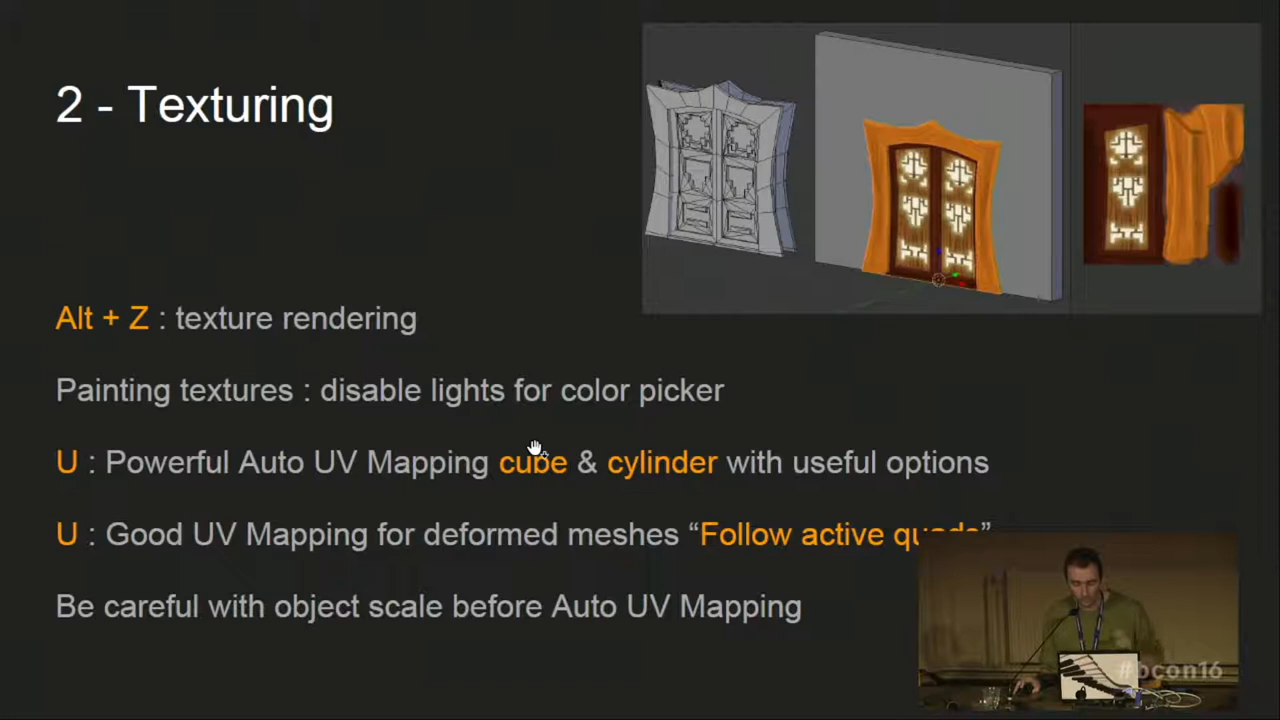 2 - Texturing
Alt + Z : texture rendering
Painting textures : disable lights for color picker
U : Powerful Auto UV Mapping cube & cylinder with useful options
U : Good UV Mapping for deformed meshes “Follow active quads”
Be careful with object scale before Auto UV Mapping
#bcon16